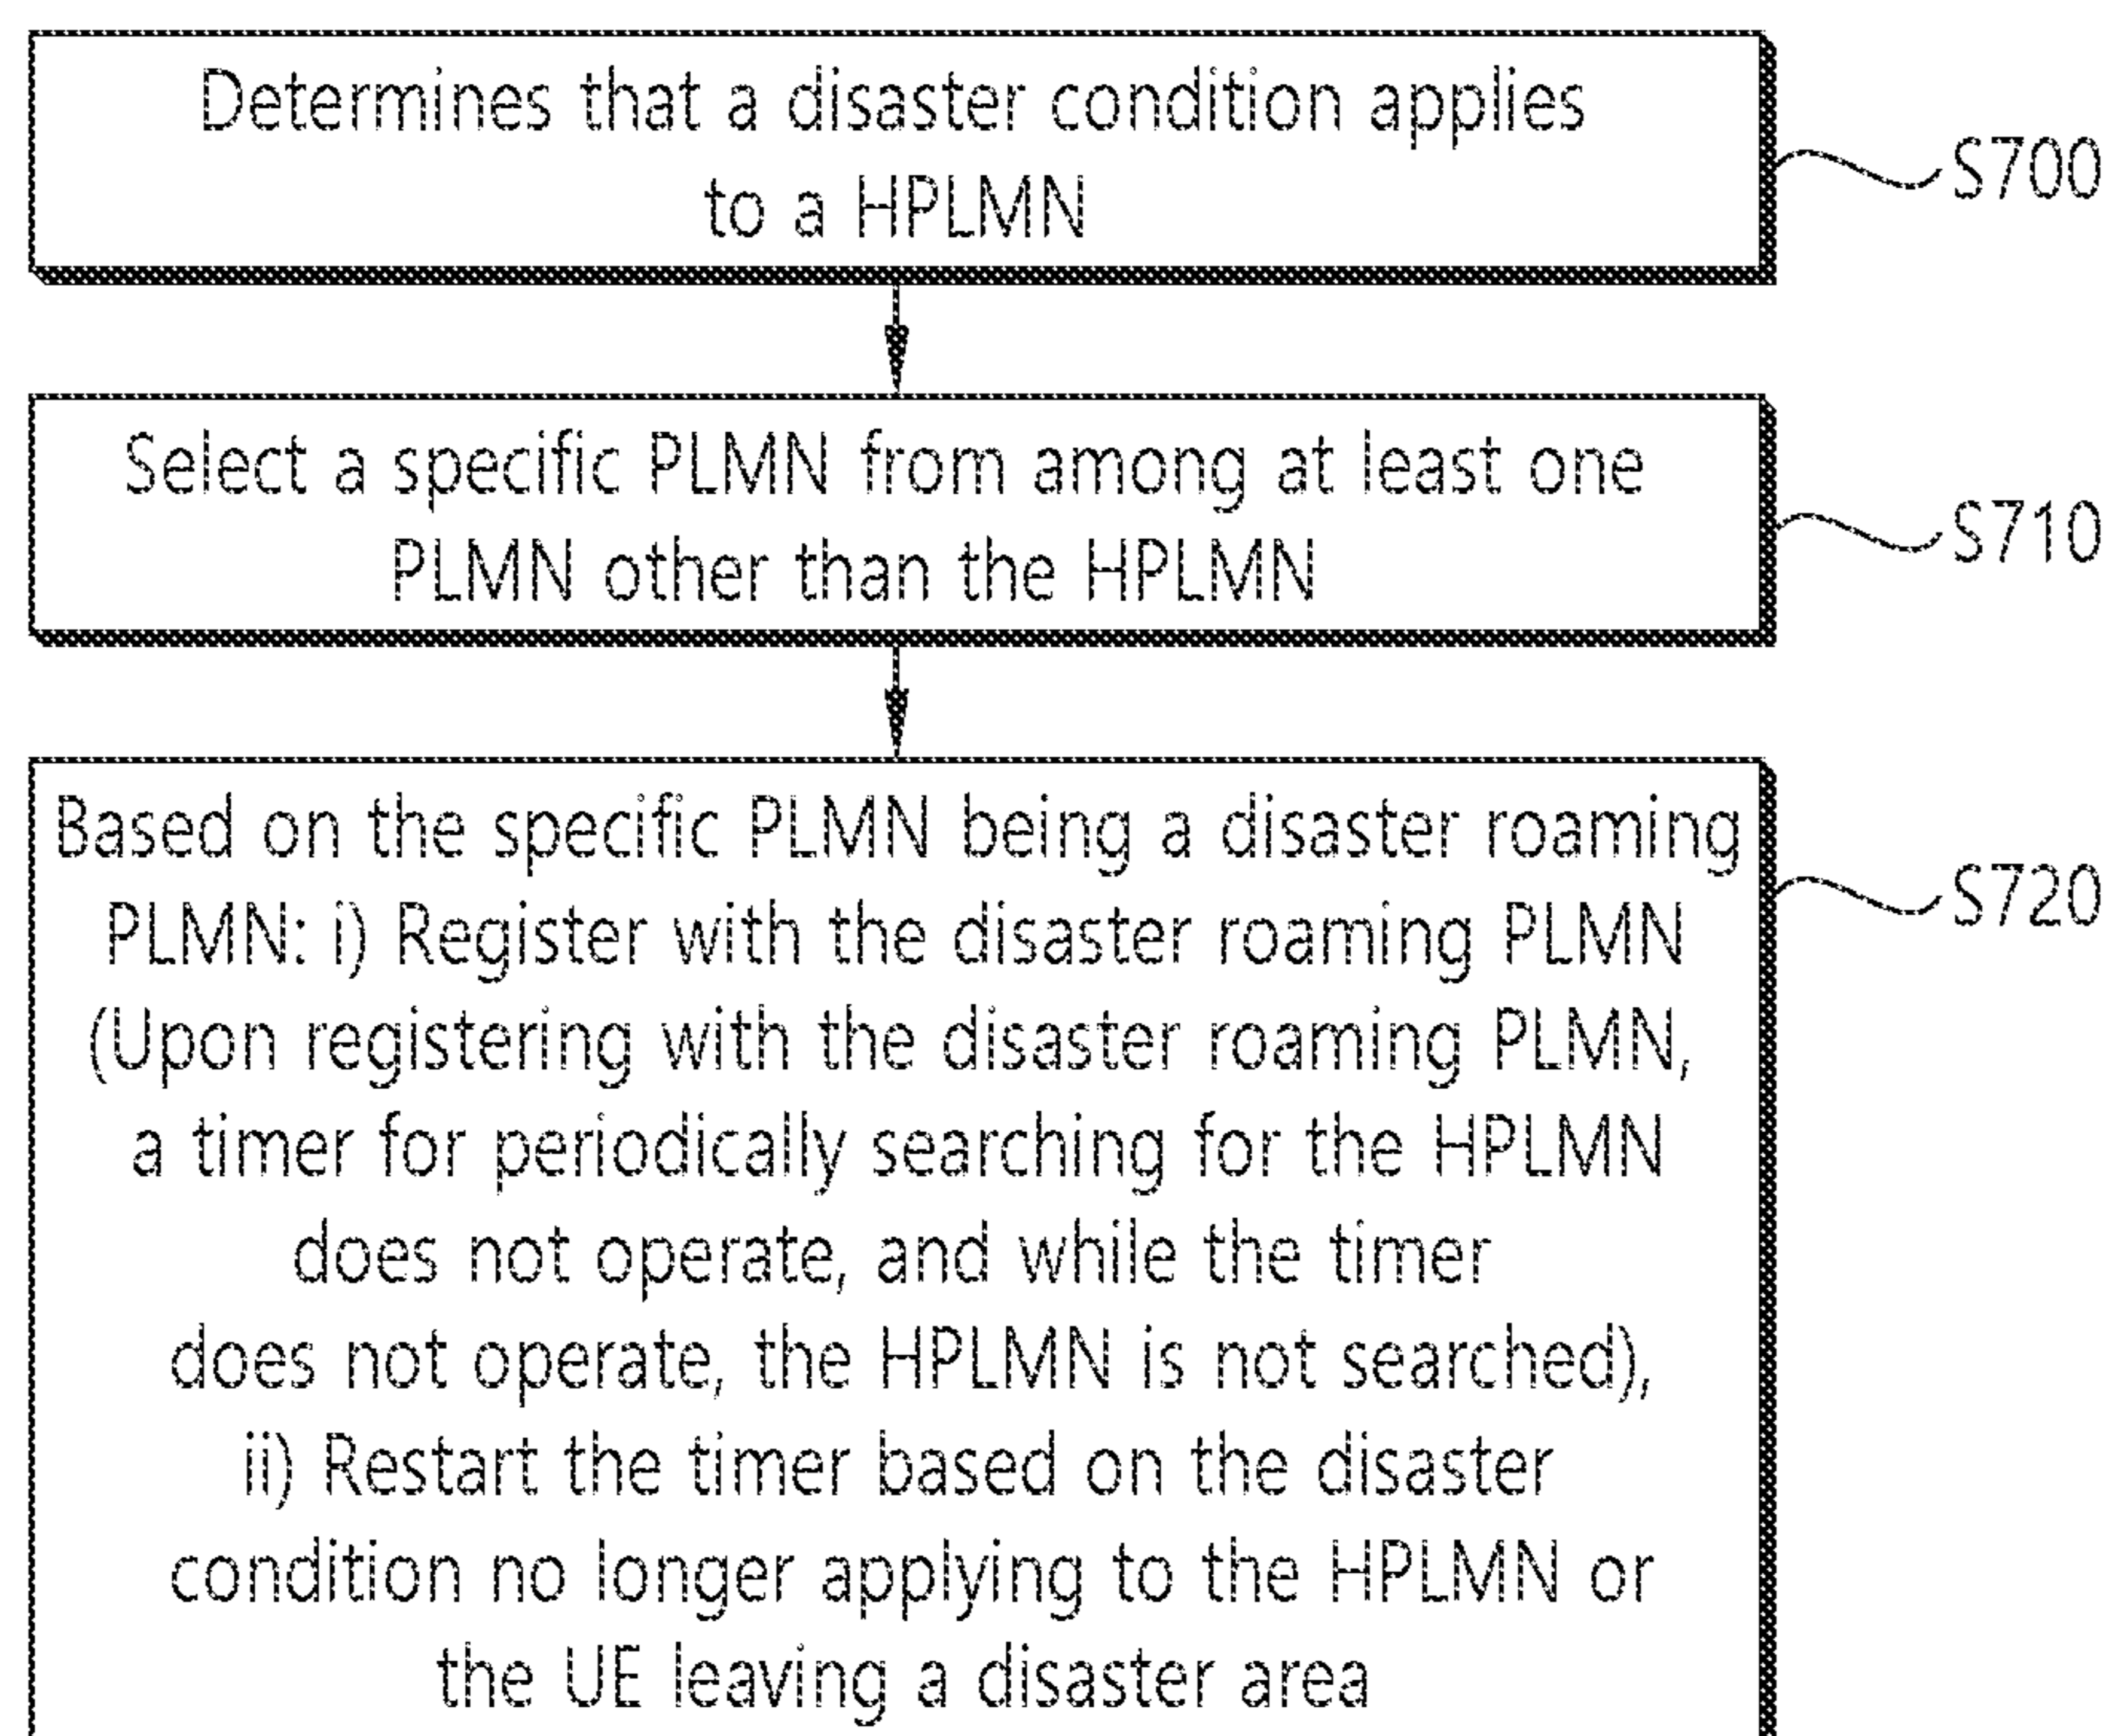 Determines that a disaster condition applies
to a HPLMN
S700
Select a specific PLMN from among at least one
PLMN other than the HPLMN
S710
Based on the specific PLMN being a disaster roaming
PLMN: i) Register with the disaster roaming PLMN
(Upon registering with the disaster roaming PLMN,
a timer for periodically searching for the HPLMN
does not operate, and while the timer
does not operate, the HPLMN is not searched),
ii) Restart the timer based on the disaster
condition no longer applying to the HPLMN or
the UE leaving a disaster area
S720